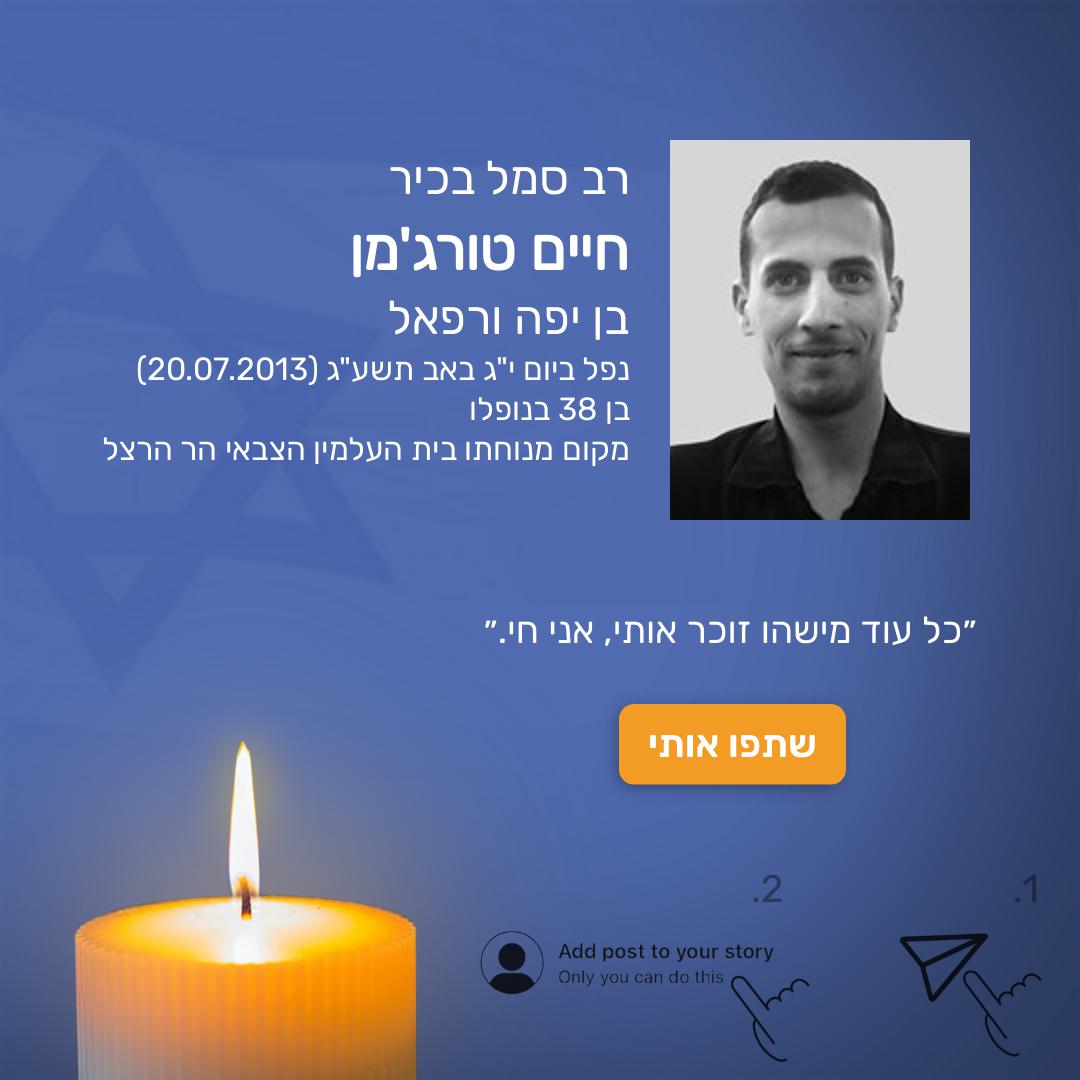 רב סמל בכיר
חיים טורג'מן
בן יפה ורפאל
נפל ביום י"ג באב תשע"ג (20.07.2013)
בן 38 בנופלו
מקום מנוחתו בית העלמין הצבאי הר הרצל
״כל עוד מישהו זוכר אותי, אני חי.״
שתפו אותי
1.
2.
Add post to your story
Only you can do this